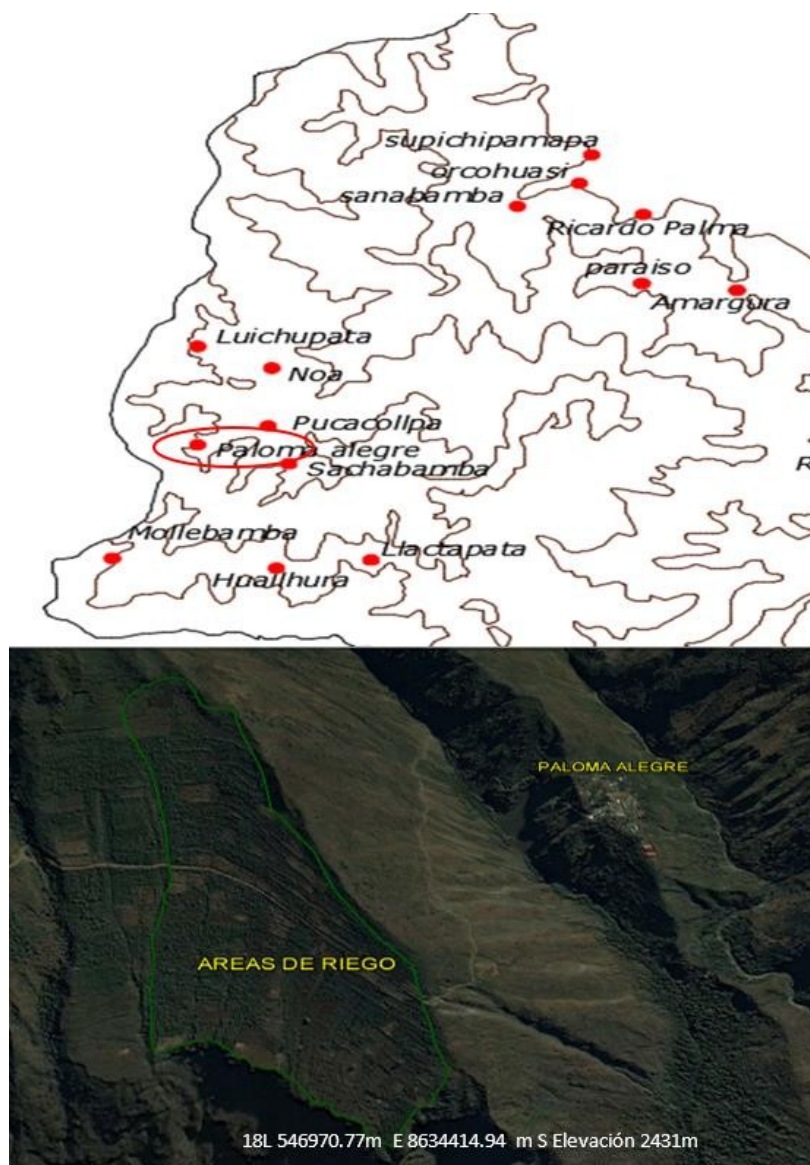 supichipamapa
orcohuasi
sanabamba
Ricardo Palma
paraiso
Amargura
Luichupata
Noa
Pucacollpa
Paloma alegre
Sachabamba
R
Mollebamba
Llactapata
Huallhura
PALOMA ALEGRE
AREAS DE RIEGO
18L 546970.77m E 8634414.94 m S Elevación 2431m